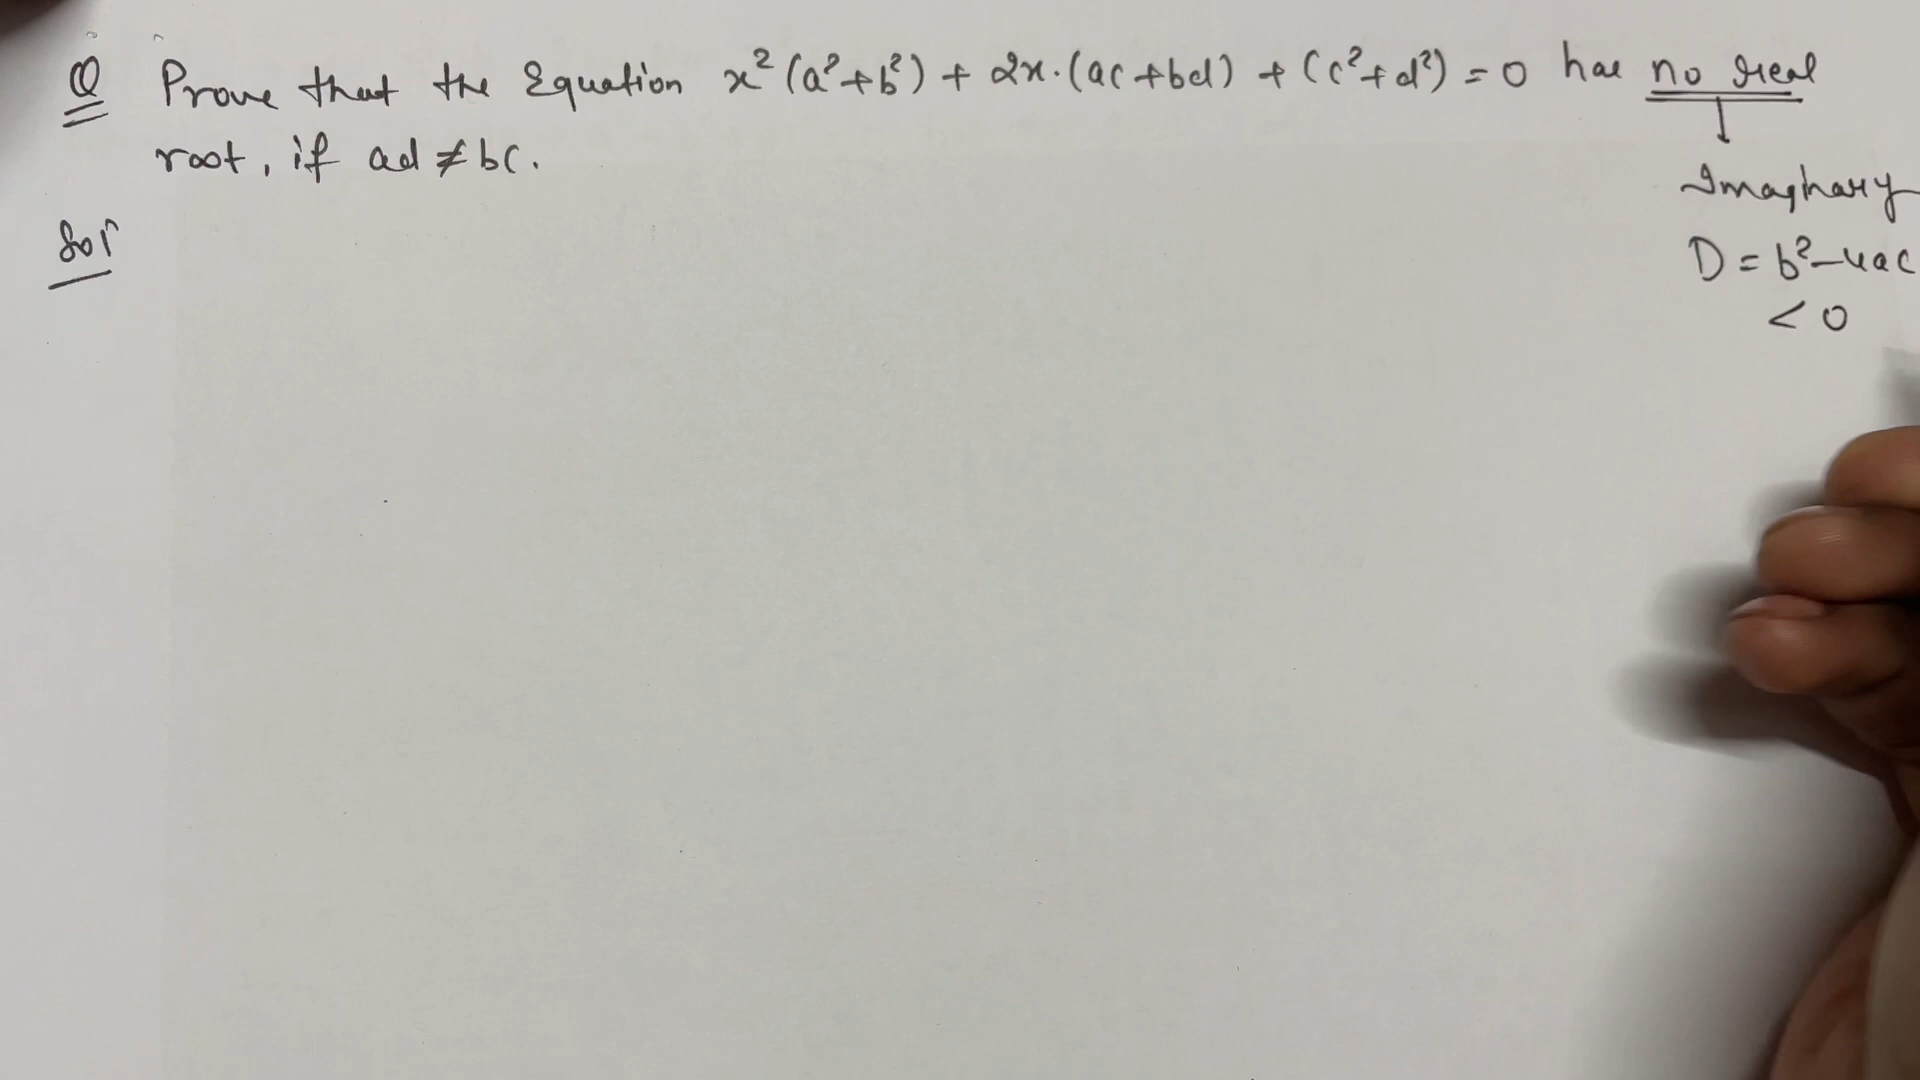 Q Prove that the Equation x²(a²+b²) + 2x.(ac+bd) + (c²+d²) = 0 has no real
root, if ad ≠ bc.
Imaginary
Sol
D = b²-4ac
< 0